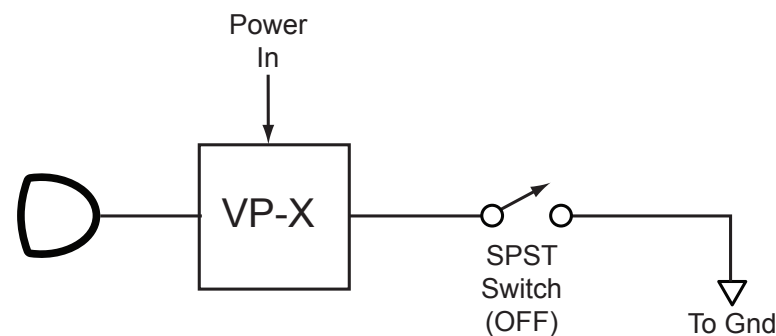 Power
In
VP-X
SPST
Switch
(OFF)
To Gnd